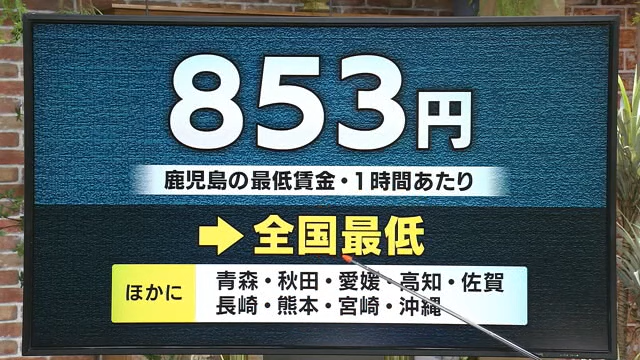 853円
鹿児島の最低賃金・1時間あたり
➡全国最低
ほかに
青森・秋田・愛媛・高知・佐賀
長崎・熊本・宮崎・沖縄